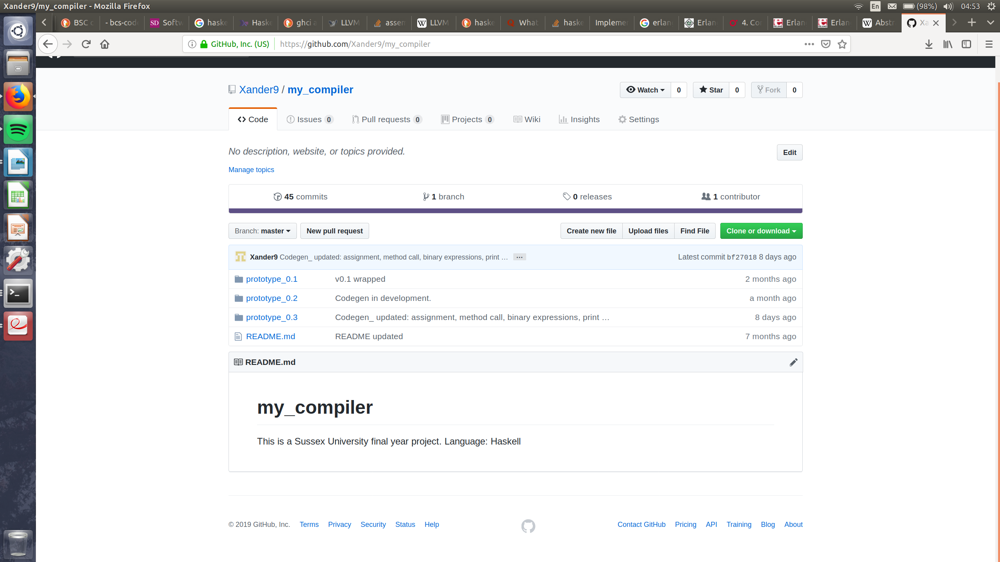 Xander9/my_compiler - Mozilla Firefox En (98%) 04:53
BSC - bcs-cod SD Softw haske Haske ghci a LLVM assem W LLVM haske What haske Implemen erlan Erlan 4. Cor Erlan Erlan W Abstr Xa
GitHub, Inc. (US) https://github.com/Xander9/my_compiler
Xander9 / my_compiler Watch 0 Star 0 Fork 0
Code Issues 0 Pull requests 0 Projects 0 Wiki Insights Settings
No description, website, or topics provided. Edit
Manage topics
45 commits 1 branch 0 releases 1 contributor
Branch: master New pull request Create new file Upload files Find File Clone or download
Xander9 Codegen_ updated: assignment, method call, binary expressions, print … … Latest commit bf27018 8 days ago
prototype_0.1 v0.1 wrapped 2 months ago
prototype_0.2 Codegen in development. a month ago
prototype_0.3 Codegen_ updated: assignment, method call, binary expressions, print … 8 days ago
README.md README updated 7 months ago
README.md
my_compiler
This is a Sussex University final year project. Language: Haskell
© 2019 GitHub, Inc. Terms Privacy Security Status Help Contact GitHub Pricing API Training Blog About